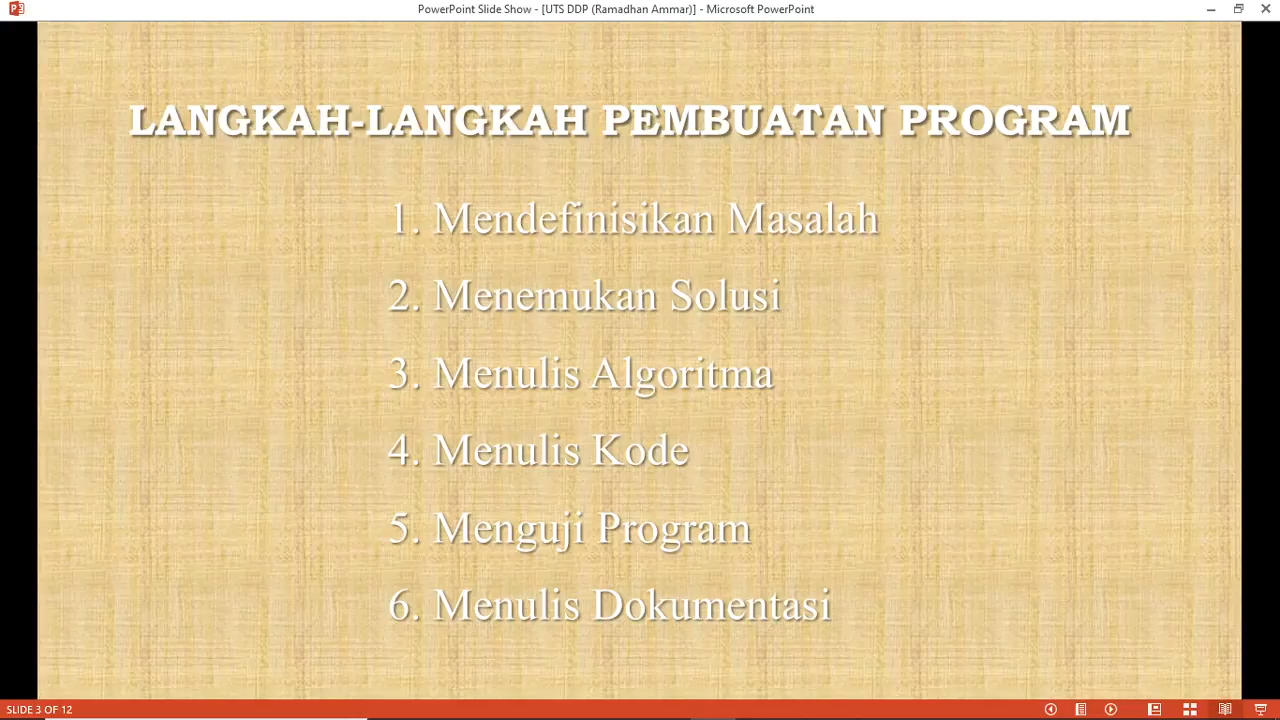 PowerPoint Slide Show - [UTS DDP (Ramadhan Ammar)] - Microsoft PowerPoint
LANGKAH-LANGKAH PEMBUATAN PROGRAM
1. Mendefinisikan Masalah
2. Menemukan Solusi
3. Menulis Algoritma
4. Menulis Kode
5. Menguji Program
6. Menulis Dokumentasi
SLIDE 3 OF 12